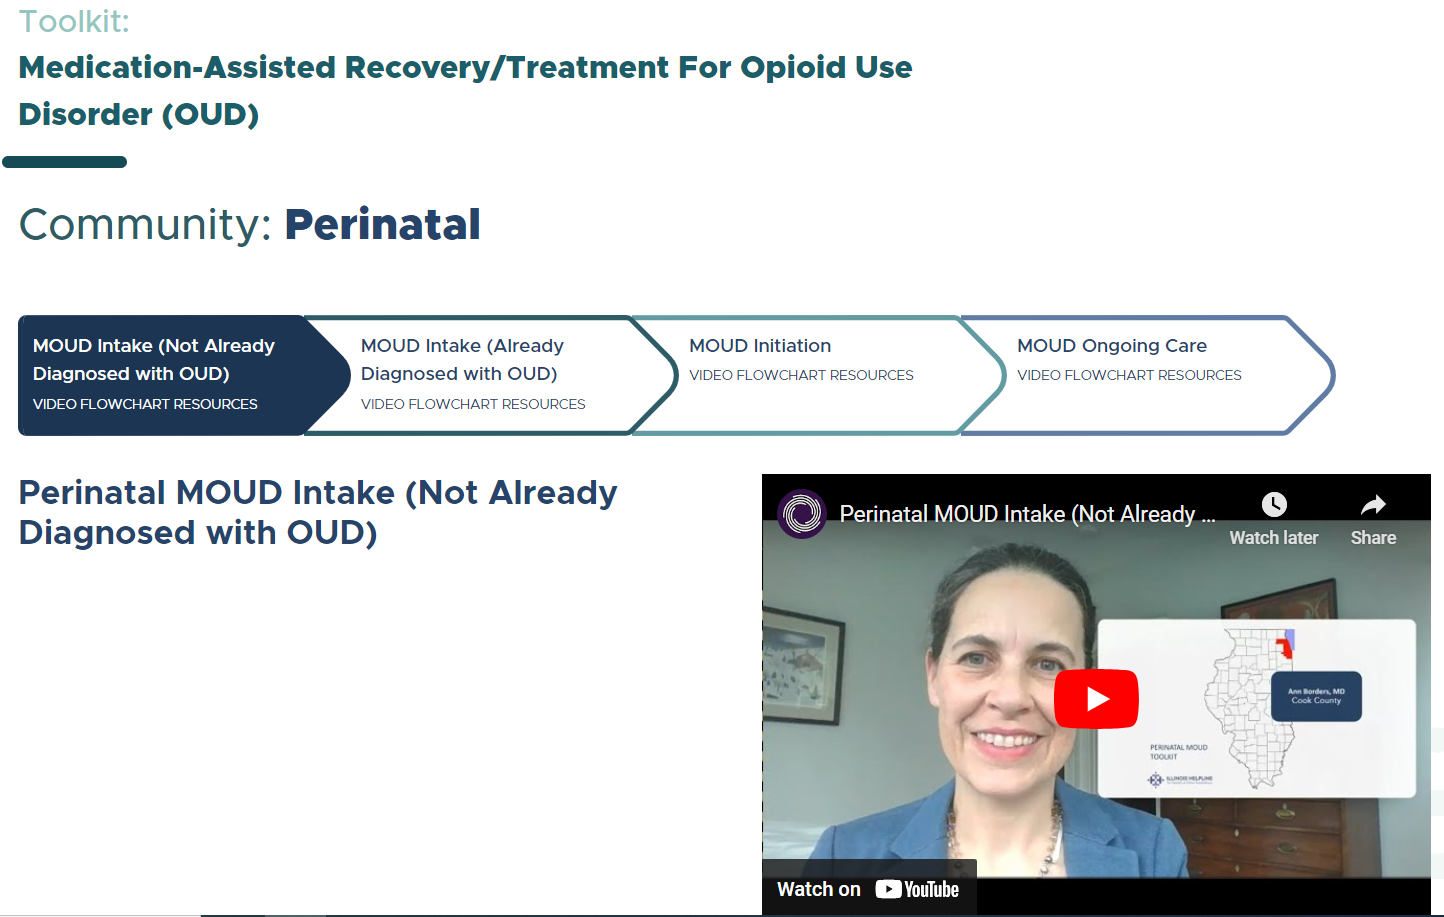 Toolkit:
Medication-Assisted Recovery/Treatment For Opioid Use
Disorder (OUD)
Community: Perinatal
MOUD Intake (Not Already
Diagnosed with OUD)
VIDEO FLOWCHART RESOURCES
MOUD Intake (Already
Diagnosed with OUD)
VIDEO FLOWCHART RESOURCES
MOUD Initiation
VIDEO FLOWCHART RESOURCES
MOUD Ongoing Care
VIDEO FLOWCHART RESOURCES
Perinatal MOUD Intake (Not Already
Diagnosed with OUD)
Perinatal MOUD Intake (Not Already ...
Watch later
Share
Ann Borders, MD
Cook County
PERINATAL MOUD
TOOLKIT
ILLINOIS HELPLINE
Watch on YouTube